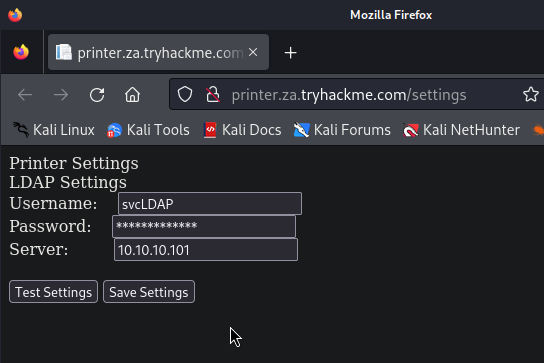 Mozilla Firefox
printer.za.tryhackme.com
printer.za.tryhackme.com/settings
Kali Linux Kali Tools Kali Docs Kali Forums Kali NetHunter
Printer Settings
LDAP Settings
Username: svcLDAP
Password: *************
Server: 10.10.10.101
Test Settings Save Settings